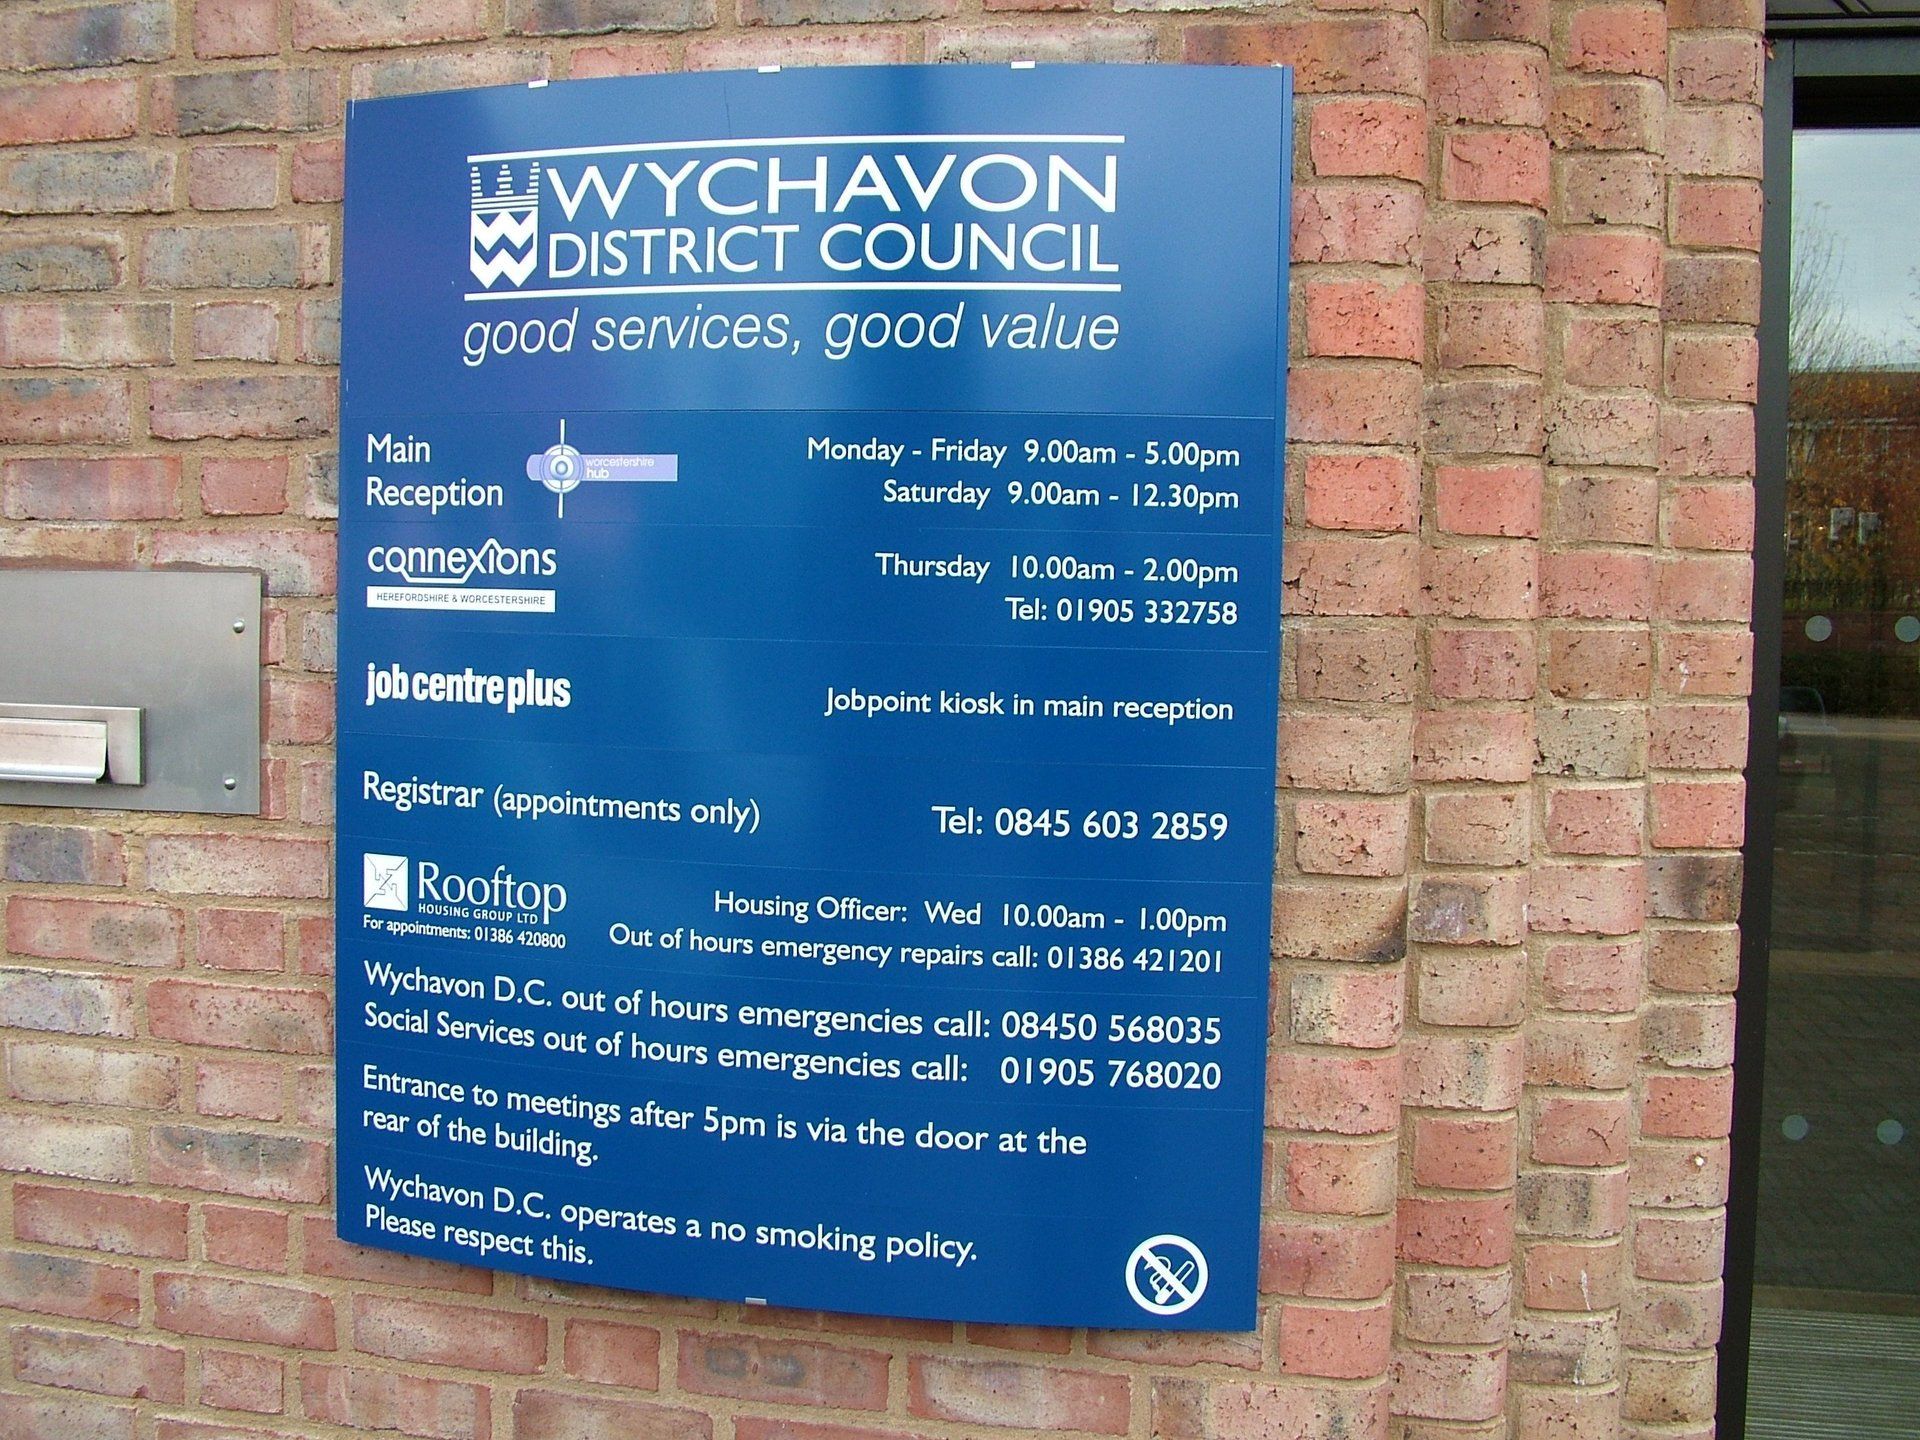 WYCHAVON
DISTRICT COUNCIL
good services, good value
Main
Reception
worcestershire
hub
Monday - Friday 9.00am - 5.00pm
Saturday 9.00am - 12.30pm
connexions
HEREFORDSHIRE & WORCESTERSHIRE
Thursday 10.00am - 2.00pm
Tel: 01905 332758
jobcentreplus
Jobpoint kiosk in main reception
Registrar (appointments only)
Tel: 0845 603 2859
Rooftop
HOUSING GROUP LTD
For appointments: 01386 420800
Housing Officer: Wed 10.00am - 1.00pm
Out of hours emergency repairs call: 01386 421201
Wychavon D.C. out of hours emergencies call: 08450 568035
Social Services out of hours emergencies call: 01905 768020
Entrance to meetings after 5pm is via the door at the
rear of the building.
Wychavon D.C. operates a no smoking policy.
Please respect this.